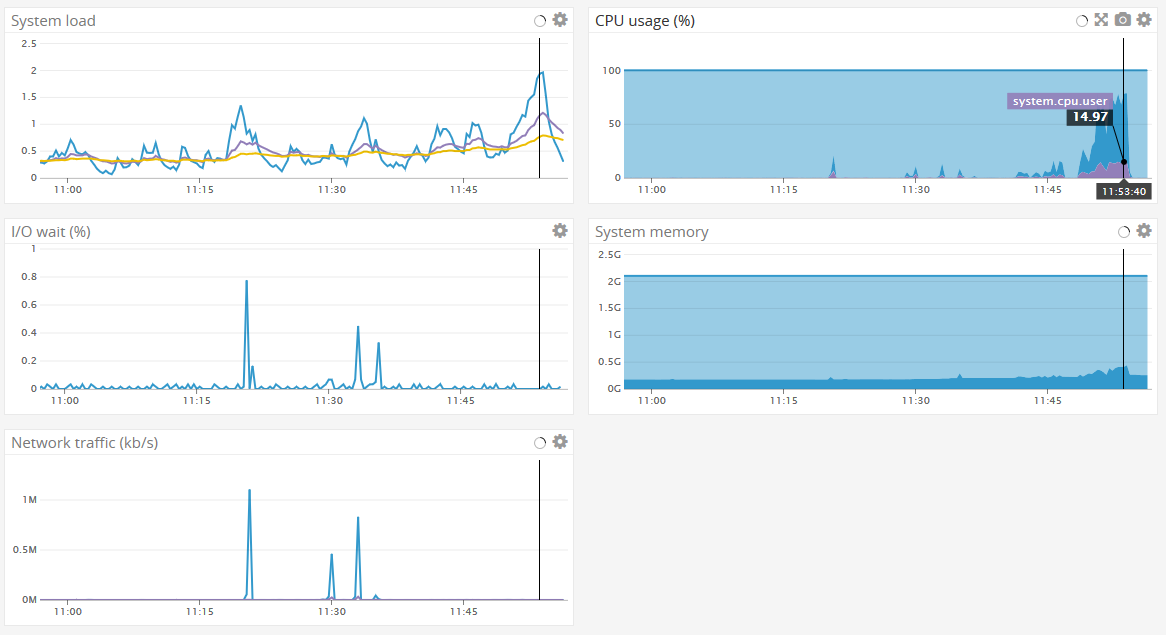 System load
2.5
2
1.5
1
0.5
0
11:00 11:15 11:30 11:45
CPU usage (%)
100
50
0
system.cpu.user
14.97
11:00 11:15 11:30 11:45
11:53:40
I/O wait (%)
1
0.8
0.6
0.4
0.2
0
11:00 11:15 11:30 11:45
System memory
2.5G
2G
1.5G
1G
0.5G
0G
11:00 11:15 11:30 11:45
Network traffic (kb/s)
1M
0.5M
0M
11:00 11:15 11:30 11:45